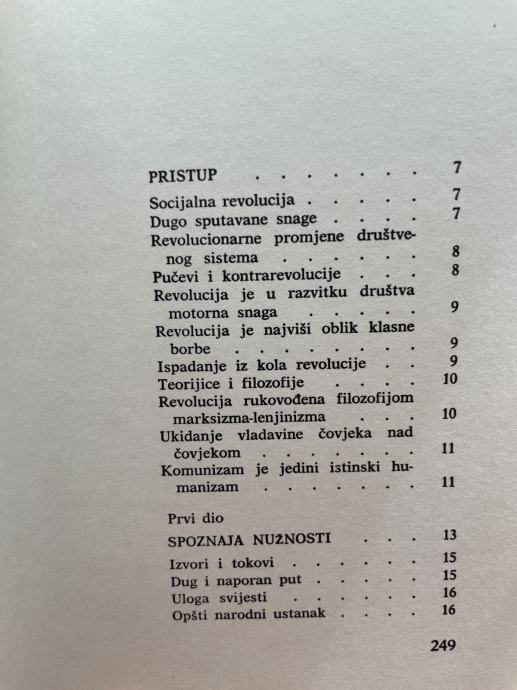 PRISTUP . . . . . . . 7
Socijalna revolucija . . . . . 7
Dugo sputavane snage . . . . 7
Revolucionarne promjene društve-
nog sistema . . . . . . 8
Pučevi i kontrarevolucije . . . 8
Revolucija je u razvitku društva
motorna snaga . . . . . 9
Revolucija je najviši oblik klasne
borbe . . . . . . . 9
Ispadanje iz kola revolucije . . 9
Teorijice i filozofije . . . . 10
Revolucija rukovođena filozofijom
marksizma-lenjinizma . . . 10
Ukidanje vladavine čovjeka nad
čovjekom . . . . . . 11
Komunizam je jedini istinski hu-
manizam . . . . . . 11
Prvi dio
SPOZNAJA NUŽNOSTI . . . 13
Izvori i tokovi . . . . . . 15
Dug i naporan put . . . . . 15
Uloga svijesti . . . . . . 16
Opšti narodni ustanak . . . . 16
249